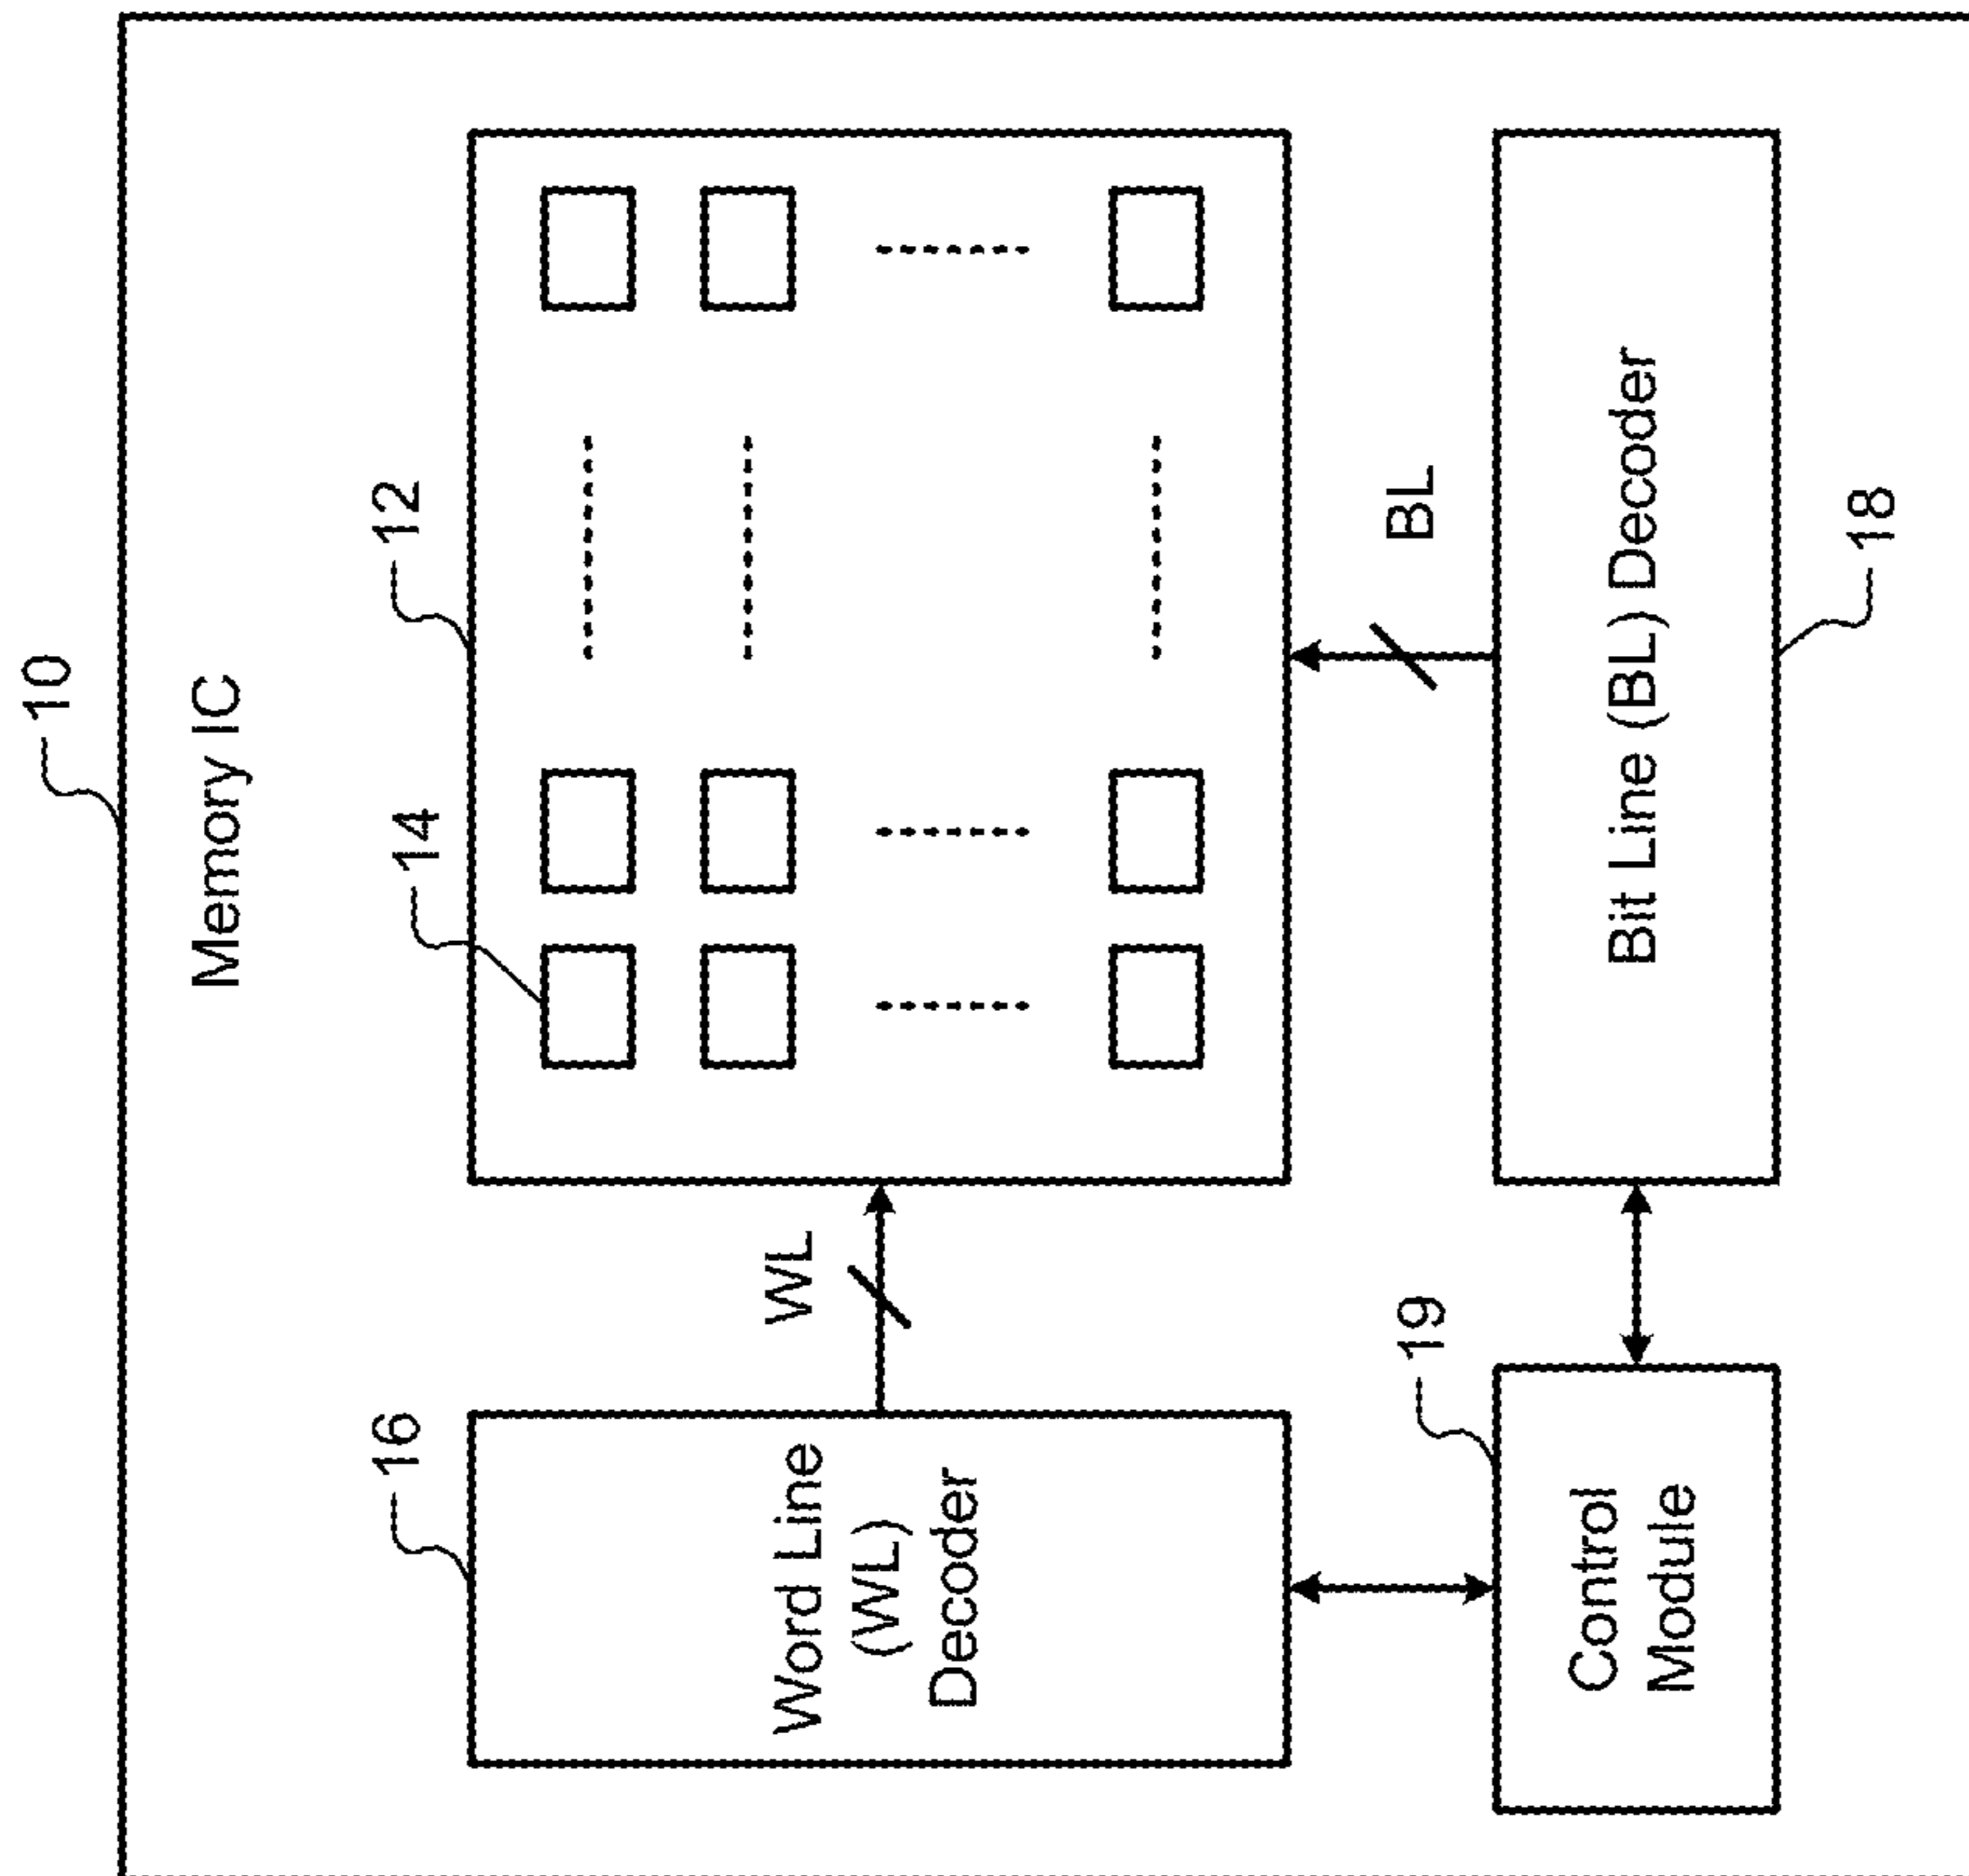 10
Memory IC
16
14
12
Word Line
(WL)
Decoder
WL
19
Control
Module
BL
Bit Line (BL) Decoder
18